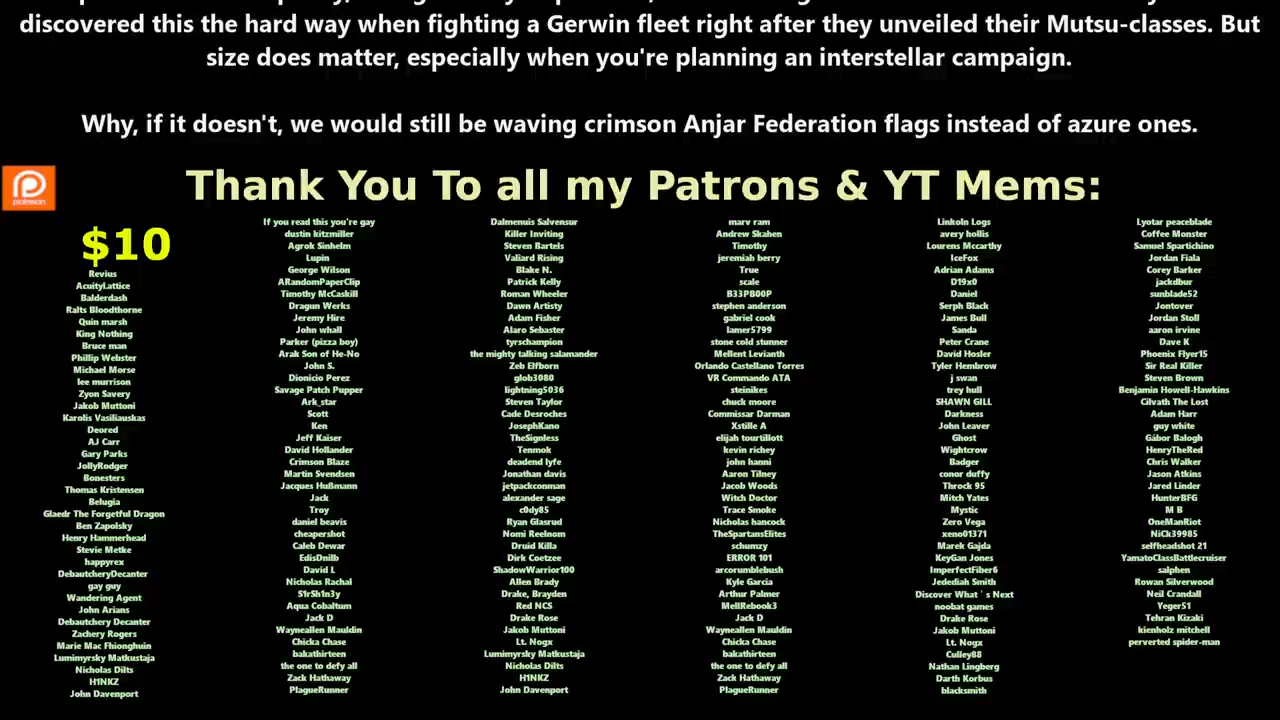 discovered this the hard way when fighting a Gerwin fleet right after they unveiled their Mutsu-classes. But
size does matter, especially when you're planning an interstellar campaign.
Why, if it doesn't, we would still be waving crimson Anjar Federation flags instead of azure ones.
patreon
Thank You To all my Patrons & YT Mems:
$10
Revius
AcuityLattice
Balderdash
Ralts Bloodthorne
Quin marsh
King Nothing
Bruce man
Phillip Webster
Michael Morse
lee murrison
Zyon Savery
Jakob Muttoni
Karolis Vasiliauskas
Deored
AJ Carr
Gary Parks
JollyRodger
Bonesters
Thomas Kristensen
Belugia
Glaedr The Forgetful Dragon
Ben Zapolsky
Henry Hammerhead
Stevie Metke
happyrex
DebautcheryDecanter
gay guy
Wandering Agent
John Arians
Debautchery Decanter
Zachery Rogers
Marie Mac Fhionghuin
Lumimyrsky Matkustaja
Nicholas Dilts
H1NKZ
John Davenport
If you read this you're gay
dustin kitzmiller
Agrok Sinhelm
Lupin
George Wilson
ARandomPaperClip
Timothy McCaskill
Dragun Werks
Jeremy Hire
John whall
Parker (pizza boy)
Arak Son of He-No
John S.
Dionicio Perez
Savage Patch Pupper
Ark_star
Scott
Ken
Jeff Kaiser
David Hollander
Crimson Blaze
Martin Svendsen
Jacques Hußmann
Jack
Troy
daniel beavis
cheapershot
Caleb Dewar
EdisDnilb
David L
Nicholas Rachal
S1rSh1n3y
Aqua Cobaltum
Jack D
Wayneallen Mauldin
Chicka Chase
bakathirteen
the one to defy all
Zack Hathaway
PlagueRunner
Dalmenuis Salvensur
Killer Inviting
Steven Bartels
Valiard Rising
Blake N.
Patrick Kelly
Roman Wheeler
Dawn Artisty
Adam Fisher
Alaro Sebaster
tyrschampion
the mighty talking salamander
Zeb Elfborn
glob3080
lightning5036
Steven Taylor
Cade Desroches
JosephKano
TheSignless
Tenmok
deadend lyfe
Jonathan davis
jetpackconman
alexander sage
c0dy85
Ryan Glasrud
Nomi Reelnom
Druid Killa
Dirk Coetzee
ShadowWarrior100
Allen Brady
Drake, Brayden
Red NCS
Drake Rose
Jakob Muttoni
Lt. Nogx
Lumimyrsky Matkustaja
Nicholas Dilts
H1NKZ
John Davenport
marv ram
Andrew Skahen
Timothy
jeremiah berry
True
scale
B33PB00P
stephen anderson
gabriel cook
lamer5799
stone cold stunner
Mellent Levianth
Orlando Castellano Torres
VR Commando ATA
steinikes
chuck moore
Commissar Darman
Xstille A
elijah tourtillott
kevin richey
john hanni
Aaron Tilney
Jacob Woods
Witch Doctor
Trace Smoke
Nicholas hancock
TheSpartansElites
schumzy
ERROR 101
arcorumblebush
Kyle Garcia
Arthur Palmer
MellRebook3
Jack D
Wayneallen Mauldin
Chicka Chase
bakathirteen
the one to defy all
Zack Hathaway
PlagueRunner
Linkoln Logs
avery hollis
Lourens Mccarthy
IceFox
Adrian Adams
D19x0
Daniel
Serph Black
James Bull
Sanda
Peter Crane
David Hosler
Tyler Hembrow
j swan
trey hull
SHAWN GILL
Darkness
John Leaver
Ghost
Wightcrow
Badger
conor duffy
Throck 95
Mitch Yates
Mystic
Zero Vega
xeno01371
Marek Gajda
KeyGan Jones
ImperfectFiber6
Jedediah Smith
Discover What's Next
noobat games
Drake Rose
Jakob Muttoni
Lt. Nogx
Culley88
Nathan Lingberg
Darth Korbus
blacksmith
Lyotar peaceblade
Coffee Monster
Samuel Spartichino
Jordan Fiala
Corey Barker
jackdbur
sunblade52
Jontover
Jordan Stoll
aaron irvine
Dave K
Phoenix Flyer15
Sir Real Killer
Steven Brown
Benjamin Howell-Hawkins
Cilvath The Lost
Adam Harr
guy white
Gábor Balogh
HenryTheRed
Chris Walker
Jason Atkins
Jared Linder
HunterBFG
M B
OneManRiot
NiCk39985
selfheadshot 21
YamatoClassBattlecruiser
salphen
Rowan Silverwood
Neil Crandall
Yeger51
Tehran Kizaki
kienholz mitchell
perverted spider-man